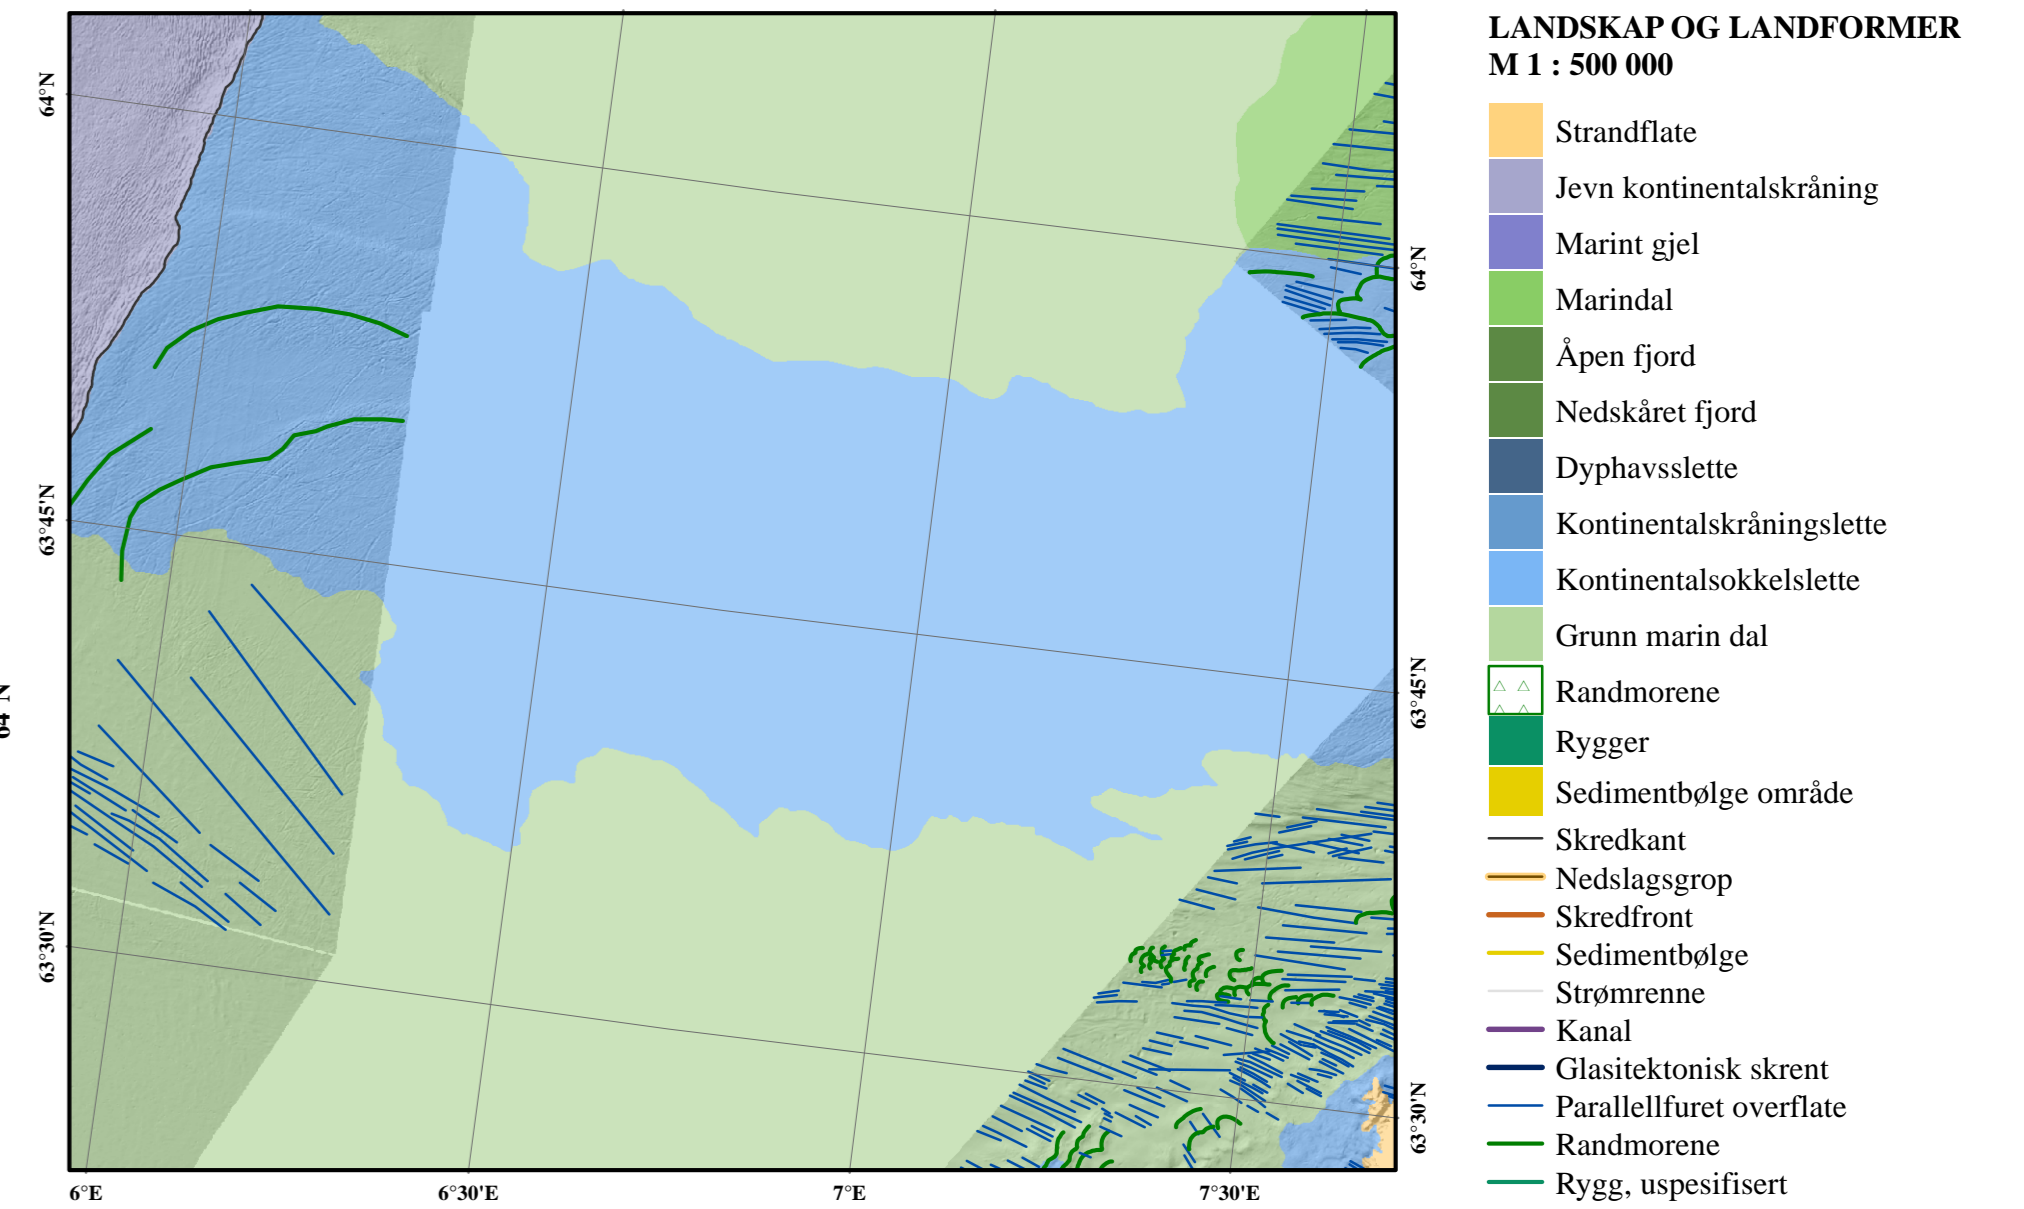 LANDSKAP OG LANDFORMER
M 1 : 500 000
Strandflate
Jevn kontinentalskråning
Marint gjel
Marindal
Åpen fjord
Nedskåret fjord
Dyphavsslette
Kontinentalskråningslette
Kontinentalsokkelslette
Grunn marin dal
Randmorene
Rygger
Sedimentbølge område
Skredkant
Nedslagsgrop
Skredfront
Sedimentbølge
Strømrenne
Kanal
Glasitektonisk skrent
Parallellfuret overflate
Randmorene
Rygg, uspesifisert
64°N
63°45'N
63°30'N
64°N
63°45'N
63°30'N
6°E
6°30'E
7°E
7°30'E